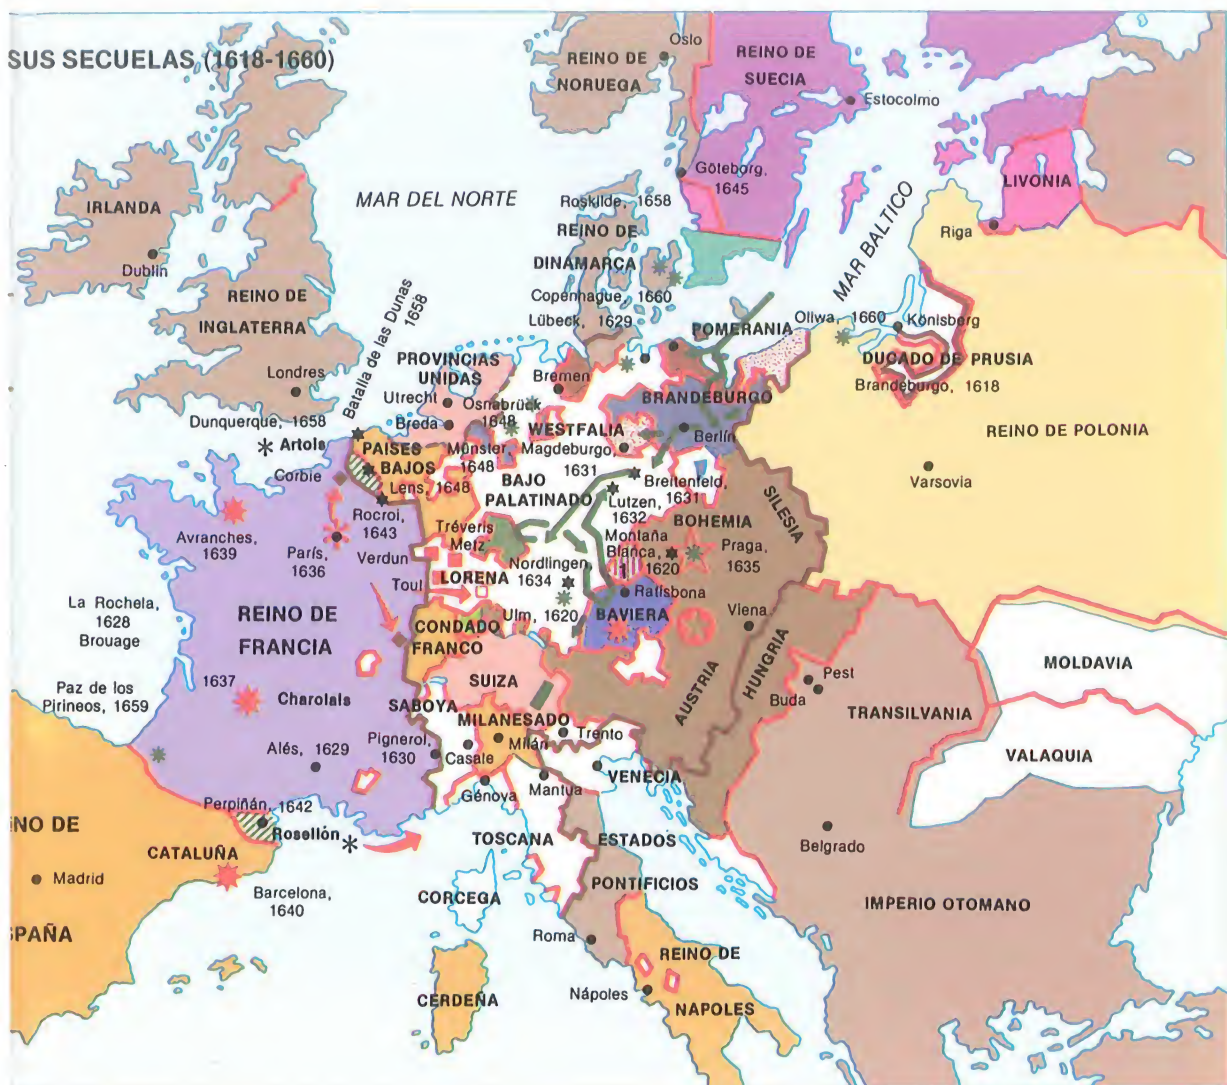 SUS SECUELAS (1618-1660)
Oslo
REINO DE
NORUEGA
REINO DE
SUECIA
Estocolmo
IRLANDA
Dublín
MAR DEL NORTE
Göteborg,
1645
LIVONIA
Riga
MAR BALTICO
Roskilde, 1658
REINO DE
DINAMARCA
Copenhague, 1660
Lübeck, 1629
REINO DE
INGLATERRA
Londres
Batalla de las Dunas
1658
Dunquerque, 1658
Artois
PROVINCIAS
UNIDAS
Utrecht
Breda
Osnabrück
1648
Bremen
POMERANIA
Oliwa, 1660
Könisberg
DUCADO DE PRUSIA
Brandeburgo, 1618
BRANDEBURGO
Berlín
WESTFALIA
Magdeburgo,
1631
Münster,
1648
PAISES
BAJOS
Lens, 1648
Corbie
Rocroi,
1643
BAJO
PALATINADO
Breitenfeld,
1631
Lutzen,
1632
REINO DE POLONIA
Varsovia
SILESIA
BOHEMIA
Montaña
Blanca,
1620
Praga,
1635
Avranches,
1639
París,
1636
Verdun
Tréveris
Metz
Toul
LORENA
Nordlingen,
1634
Ulm, 1620
Ratisbona
BAVIERA
Viena
La Rochela,
1628
Brouage
REINO DE
FRANCIA
CONDADO
FRANCO
SUIZA
AUSTRIA
HUNGRIA
Pest
Buda
MOLDAVIA
TRANSILVANIA
VALAQUIA
Paz de los
Pirineos, 1659
1637
Charolais
SABOYA
MILANESADO
Milán
Trento
Alés, 1629
Pignerol,
1630
Casale
Génova
Mantua
VENECIA
Perpiñán, 1642
Rosellón
TOSCANA
ESTADOS
PONTIFICIOS
Belgrado
INO DE
SPAÑA
CATALUÑA
Madrid
Barcelona,
1640
CORCEGA
Roma
IMPERIO OTOMANO
REINO DE
NAPOLES
Nápoles
CERDEÑA